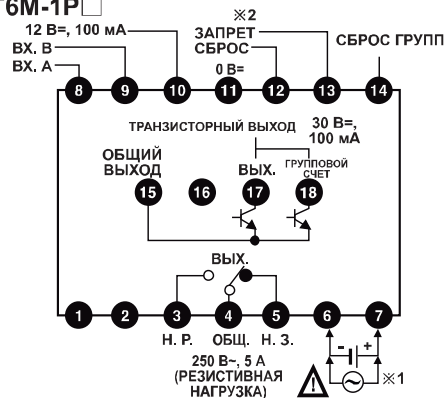 6M-1P□
※2
12 В=, 100 мА
ЗАПРЕТ
ВХ. В
СБРОС
СБРОС ГРУПП
ВХ. А
0 В=
8 9 10 11 12 13 14
ТРАНЗИСТОРНЫЙ ВЫХОД
30 В=,
100 мА
ОБЩИЙ
ВЫХОД
ВЫХ.
ГРУППОВОЙ
СЧЕТ
15 16 17 18
ВЫХ.
1 2 3 4 5 6 7
Н. Р. ОБЩ. Н. З.
- +
250 В~, 5 А
(РЕЗИСТИВНАЯ
НАГРУЗКА)
※1